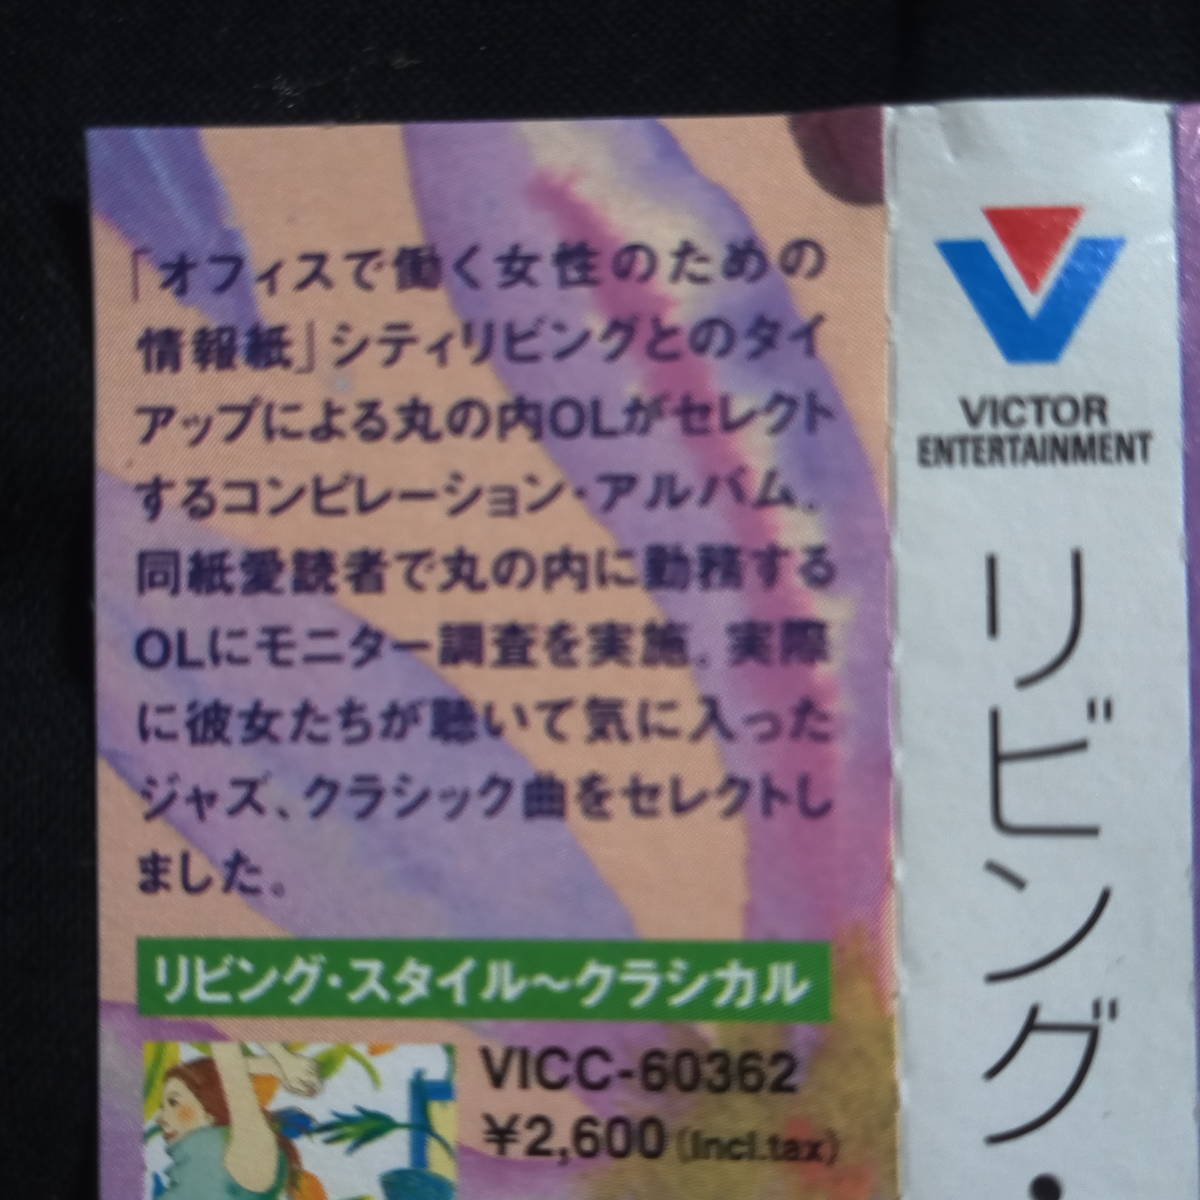 「オフィスで働く女性のための
情報紙」シティリビングとのタイ
アップによる丸の内OLがセレクト
するコンピレーション・アルバム。
同紙愛読者で丸の内に勤務する
OLにモニター調査を実施。実際
に彼女たちが聴いて気に入った
ジャズ、クラシック曲をセレクトし
ました。
リビング・スタイル～クラシカル
VICC-60362
¥2,600(incl.tax)
VICTOR
ENTERTAINMENT
リビング・